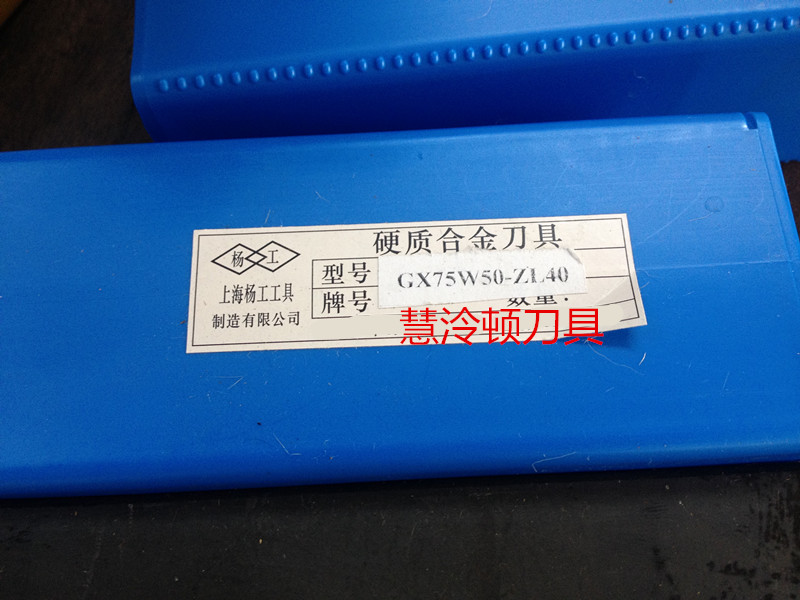 杨工
上海杨工工具
制造有限公司
硬质合金刀具
型号
GX75W50-ZL40
牌号
数量:
慧泠顿刀具